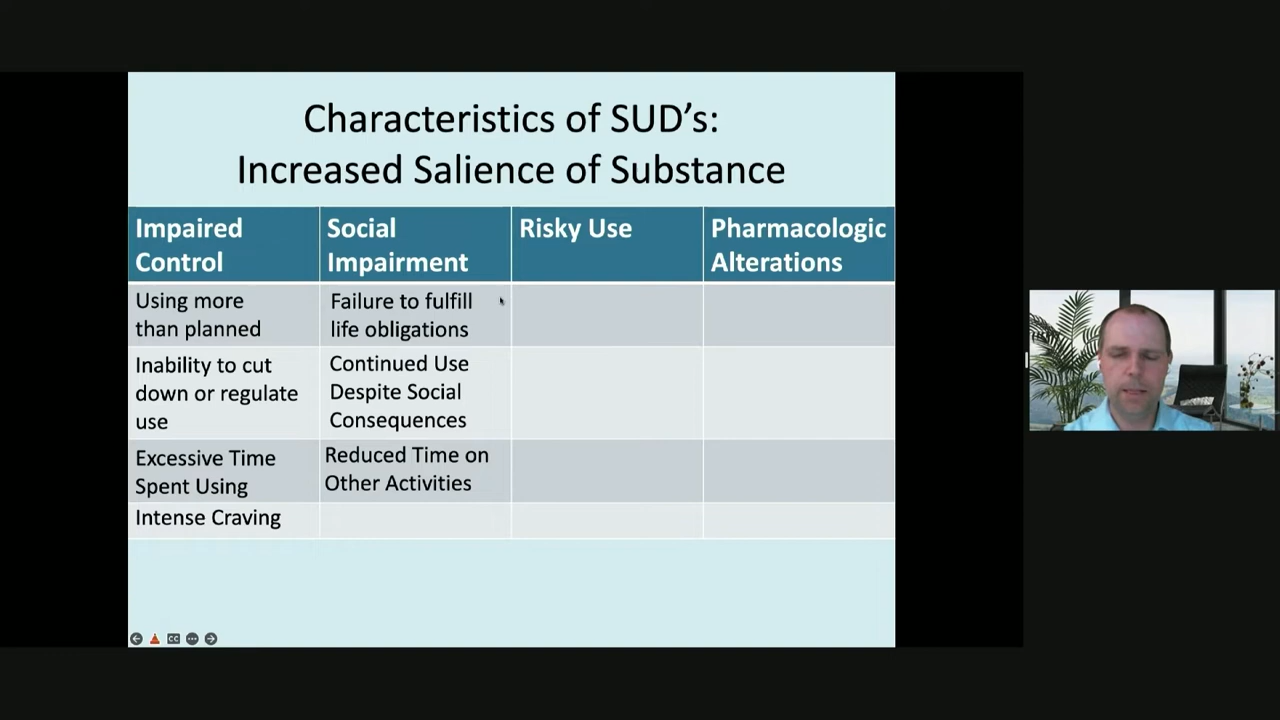 Characteristics of SUD's:
Increased Salience of Substance
Impaired
Control
Social
Impairment
Risky Use
Pharmacologic
Alterations
Using more
than planned
Failure to fulfill
life obligations
Inability to cut
down or regulate
use
Continued Use
Despite Social
Consequences
Excessive Time
Spent Using
Reduced Time on
Other Activities
Intense Craving
CC